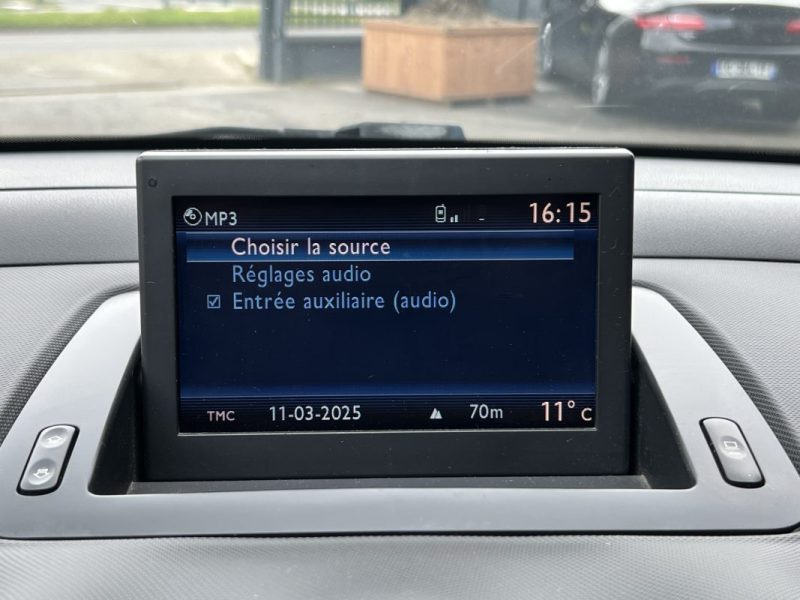 MP3 16:15
Choisir la source
Réglages audio
Entrée auxiliaire (audio)
TMC 11-03-2025 70m 11° C